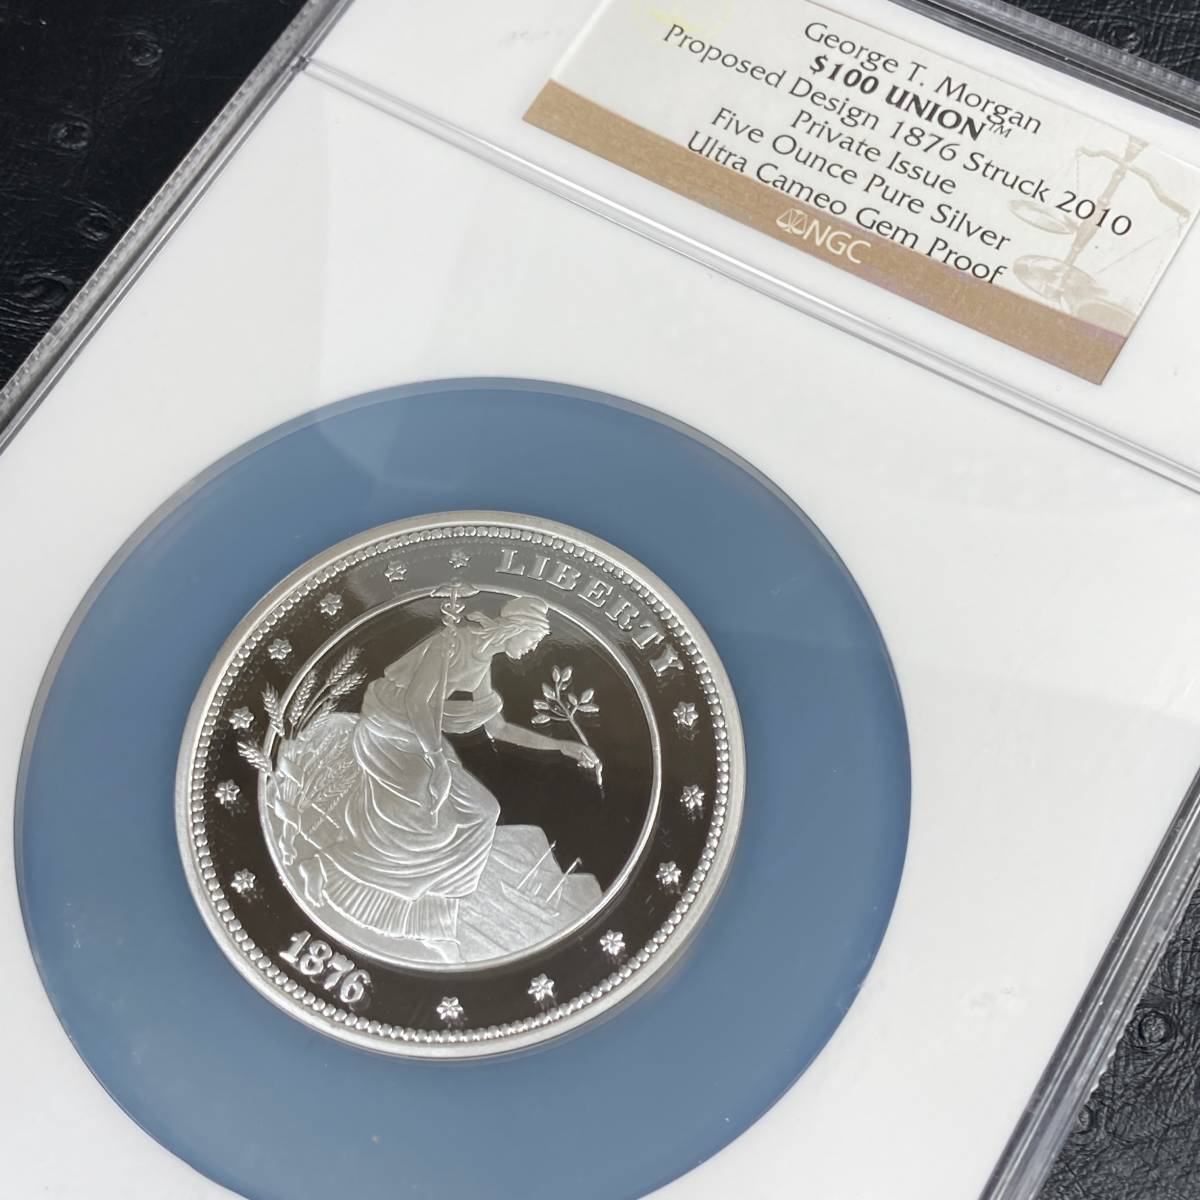 George T. Morgan
$100 UNION™
Proposed Design 1876 Struck 2010
Private Issue
Five Ounce Pure Silver
Ultra Cameo Gem Proof
NGC
LIBERTY
1876